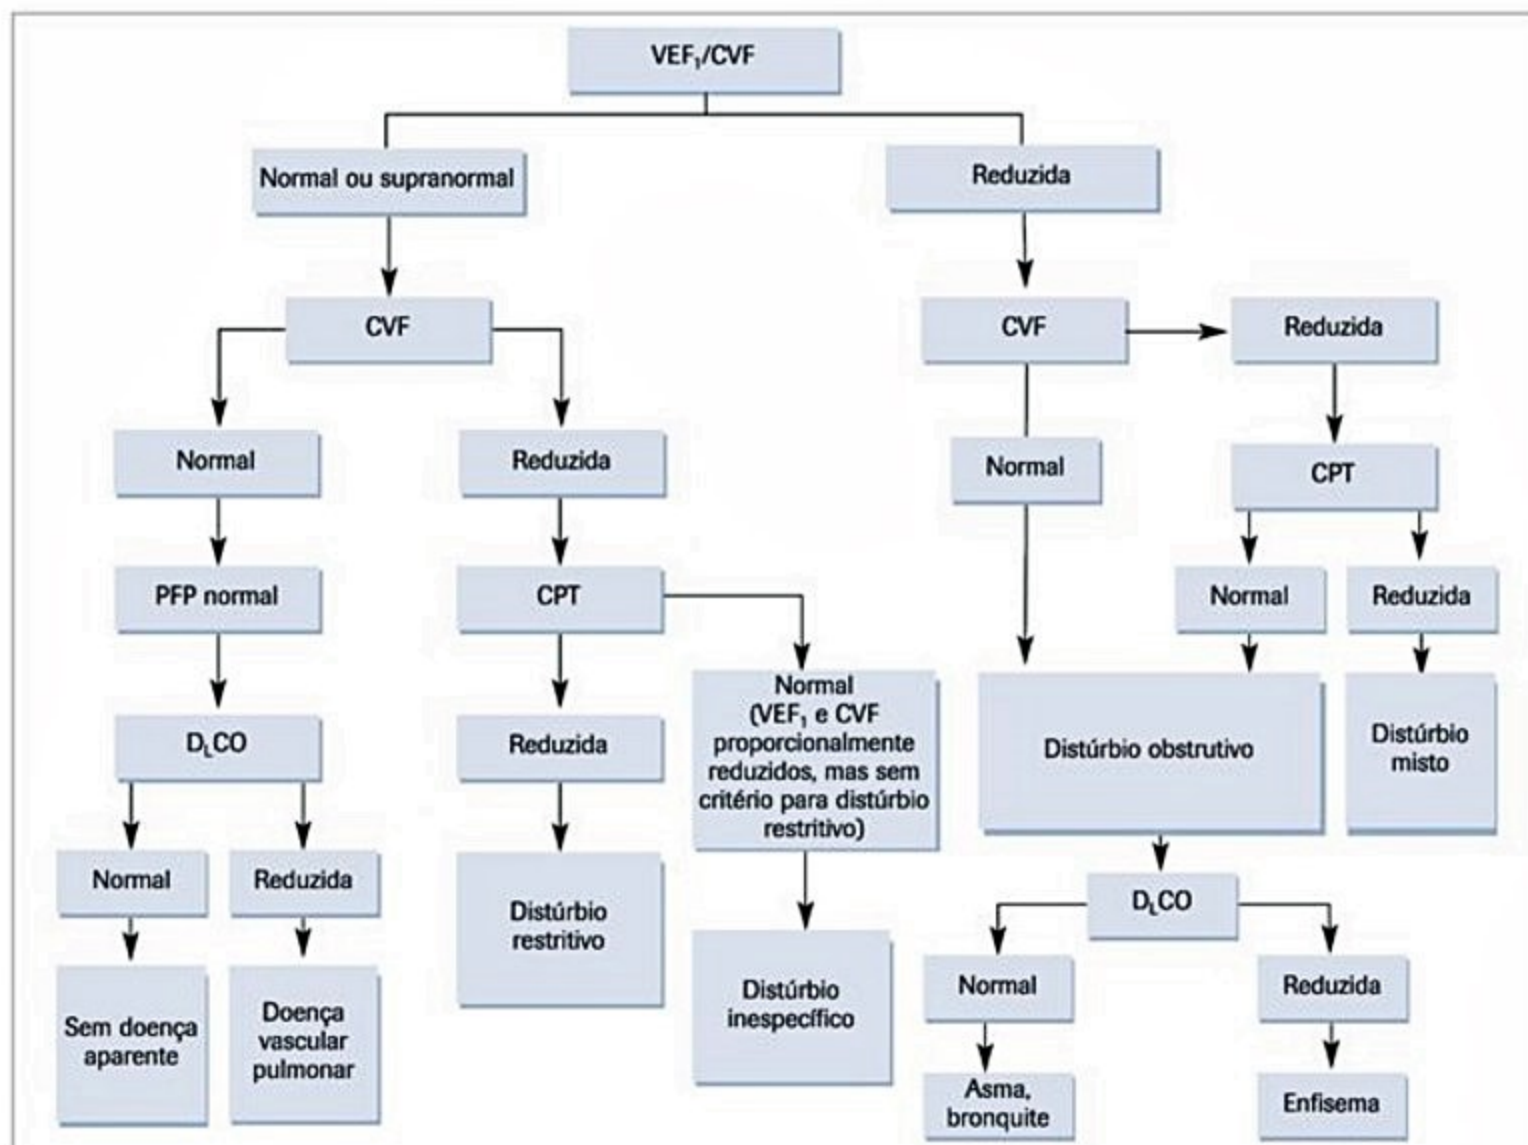 VEF₁/CVF
Normal ou supranormal
Reduzida
CVF
CVF
Reduzida
Normal
Reduzida
Normal
CPT
PFP normal
CPT
Normal
Reduzida
Normal
(VEF₁ e CVF
proporcionalmente
reduzidos, mas sem
critério para distúrbio
restritivo)
DLCO
Reduzida
Distúrbio obstrutivo
Distúrbio
misto
Normal
Reduzida
Distúrbio
restritivo
DLCO
Distúrbio
inespecífico
Normal
Reduzida
Sem doença
aparente
Doença
vascular
pulmonar
Asma,
bronquite
Enfisema